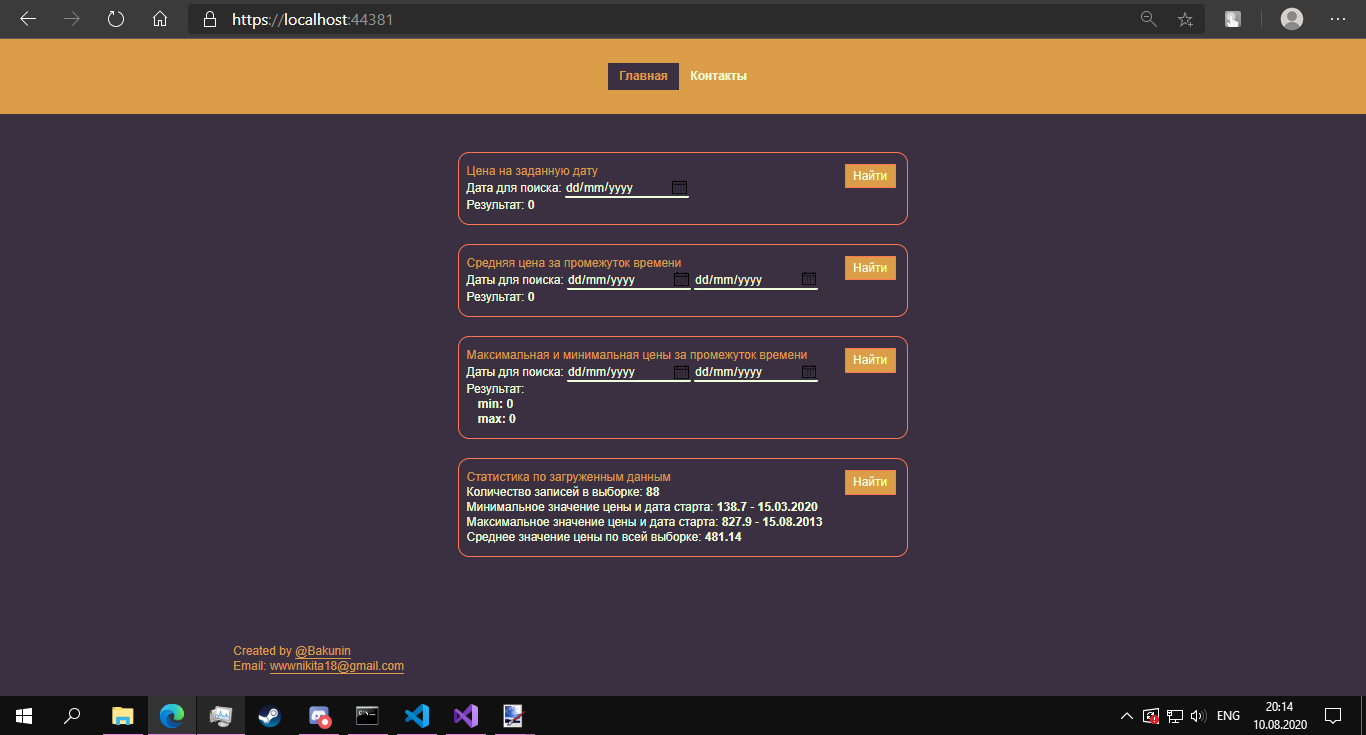 https://localhost:44381
Главная Контакты
Цена на заданную дату
Найти
Дата для поиска: dd/mm/yyyy
Результат: 0
Средняя цена за промежуток времени
Найти
Даты для поиска: dd/mm/yyyy dd/mm/yyyy
Результат: 0
Максимальная и минимальная цены за промежуток времени
Найти
Даты для поиска: dd/mm/yyyy dd/mm/yyyy
Результат:
min: 0
max: 0
Статистика по загруженным данным
Найти
Количество записей в выборке: 88
Минимальное значение цены и дата старта: 138.7 - 15.03.2020
Максимальное значение цены и дата старта: 827.9 - 15.08.2013
Среднее значение цены по всей выборке: 481.14
Created by @Bakunin
Email: wwwnikita18@gmail.com
ENG
20:14
10.08.2020